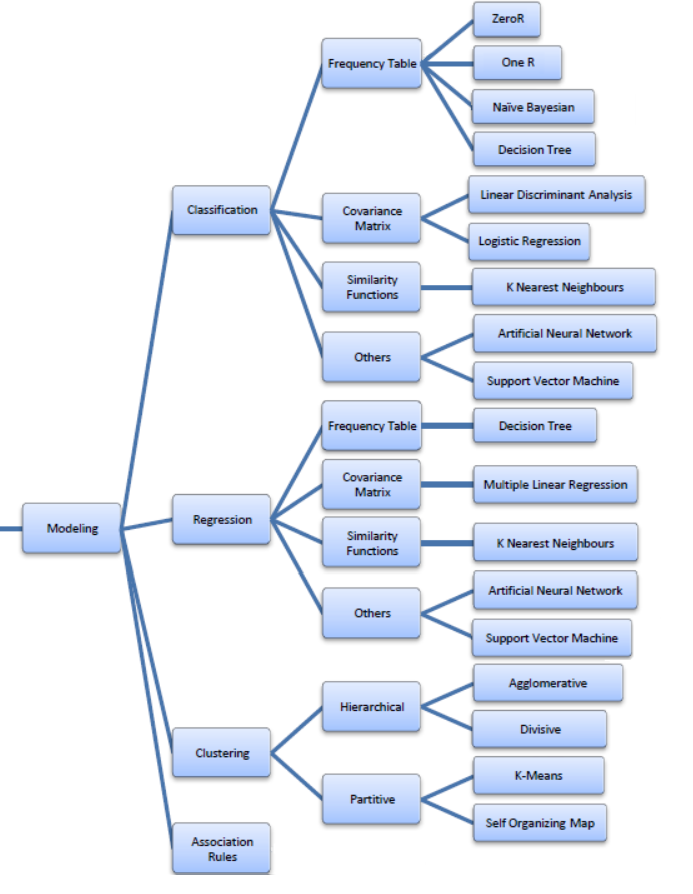 ZeroR
Frequency Table
One R
Naïve Bayesian
Decision Tree
Classification
Linear Discriminant Analysis
Covariance
Matrix
Logistic Regression
Similarity
Functions
K Nearest Neighbours
Others
Artificial Neural Network
Support Vector Machine
Frequency Table
Decision Tree
Covariance
Matrix
Multiple Linear Regression
Modeling
Regression
Similarity
Functions
K Nearest Neighbours
Others
Artificial Neural Network
Support Vector Machine
Hierarchical
Agglomerative
Divisive
Clustering
Partitive
K-Means
Self Organizing Map
Association
Rules